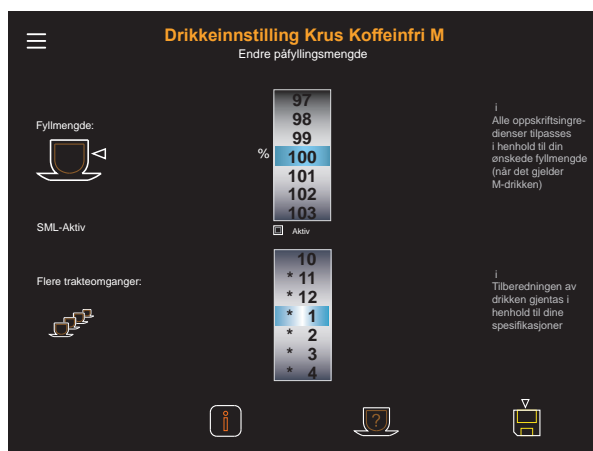 Drikkeinnstilling Krus Koffeinfri M
Endre påfyllingsmengde
Fyllmengde:
%
97
98
99
100
101
102
103
i
Alle oppskriftsingre-
dienser tilpasses
i henhold til din
ønskede fyllmengde
(når det gjelder
M-drikken)
SML-Aktiv
Aktiv
Flere trakteomganger:
10
* 11
* 12
* 1
* 2
* 3
* 4
i
Tilberedningen av
drikken gjentas i
henhold til dine
spesifikasjoner
i
?